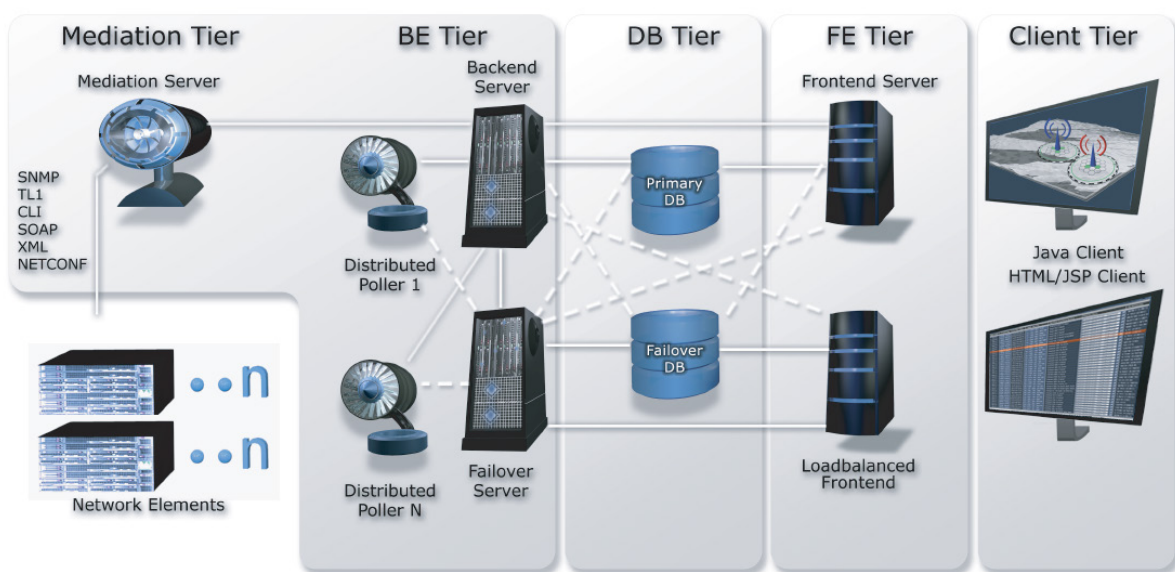 Mediation Tier
BE Tier
DB Tier
FE Tier
Client Tier
Mediation Server
Backend
Server
Frontend Server
SNMP
TL1
CLI
SOAP
XML
NETCONF
Primary
DB
Distributed
Poller 1
Java Client
HTML/JSP Client
Failover
DB
n
n
Network Elements
Distributed
Poller N
Failover
Server
Loadbalanced
Frontend